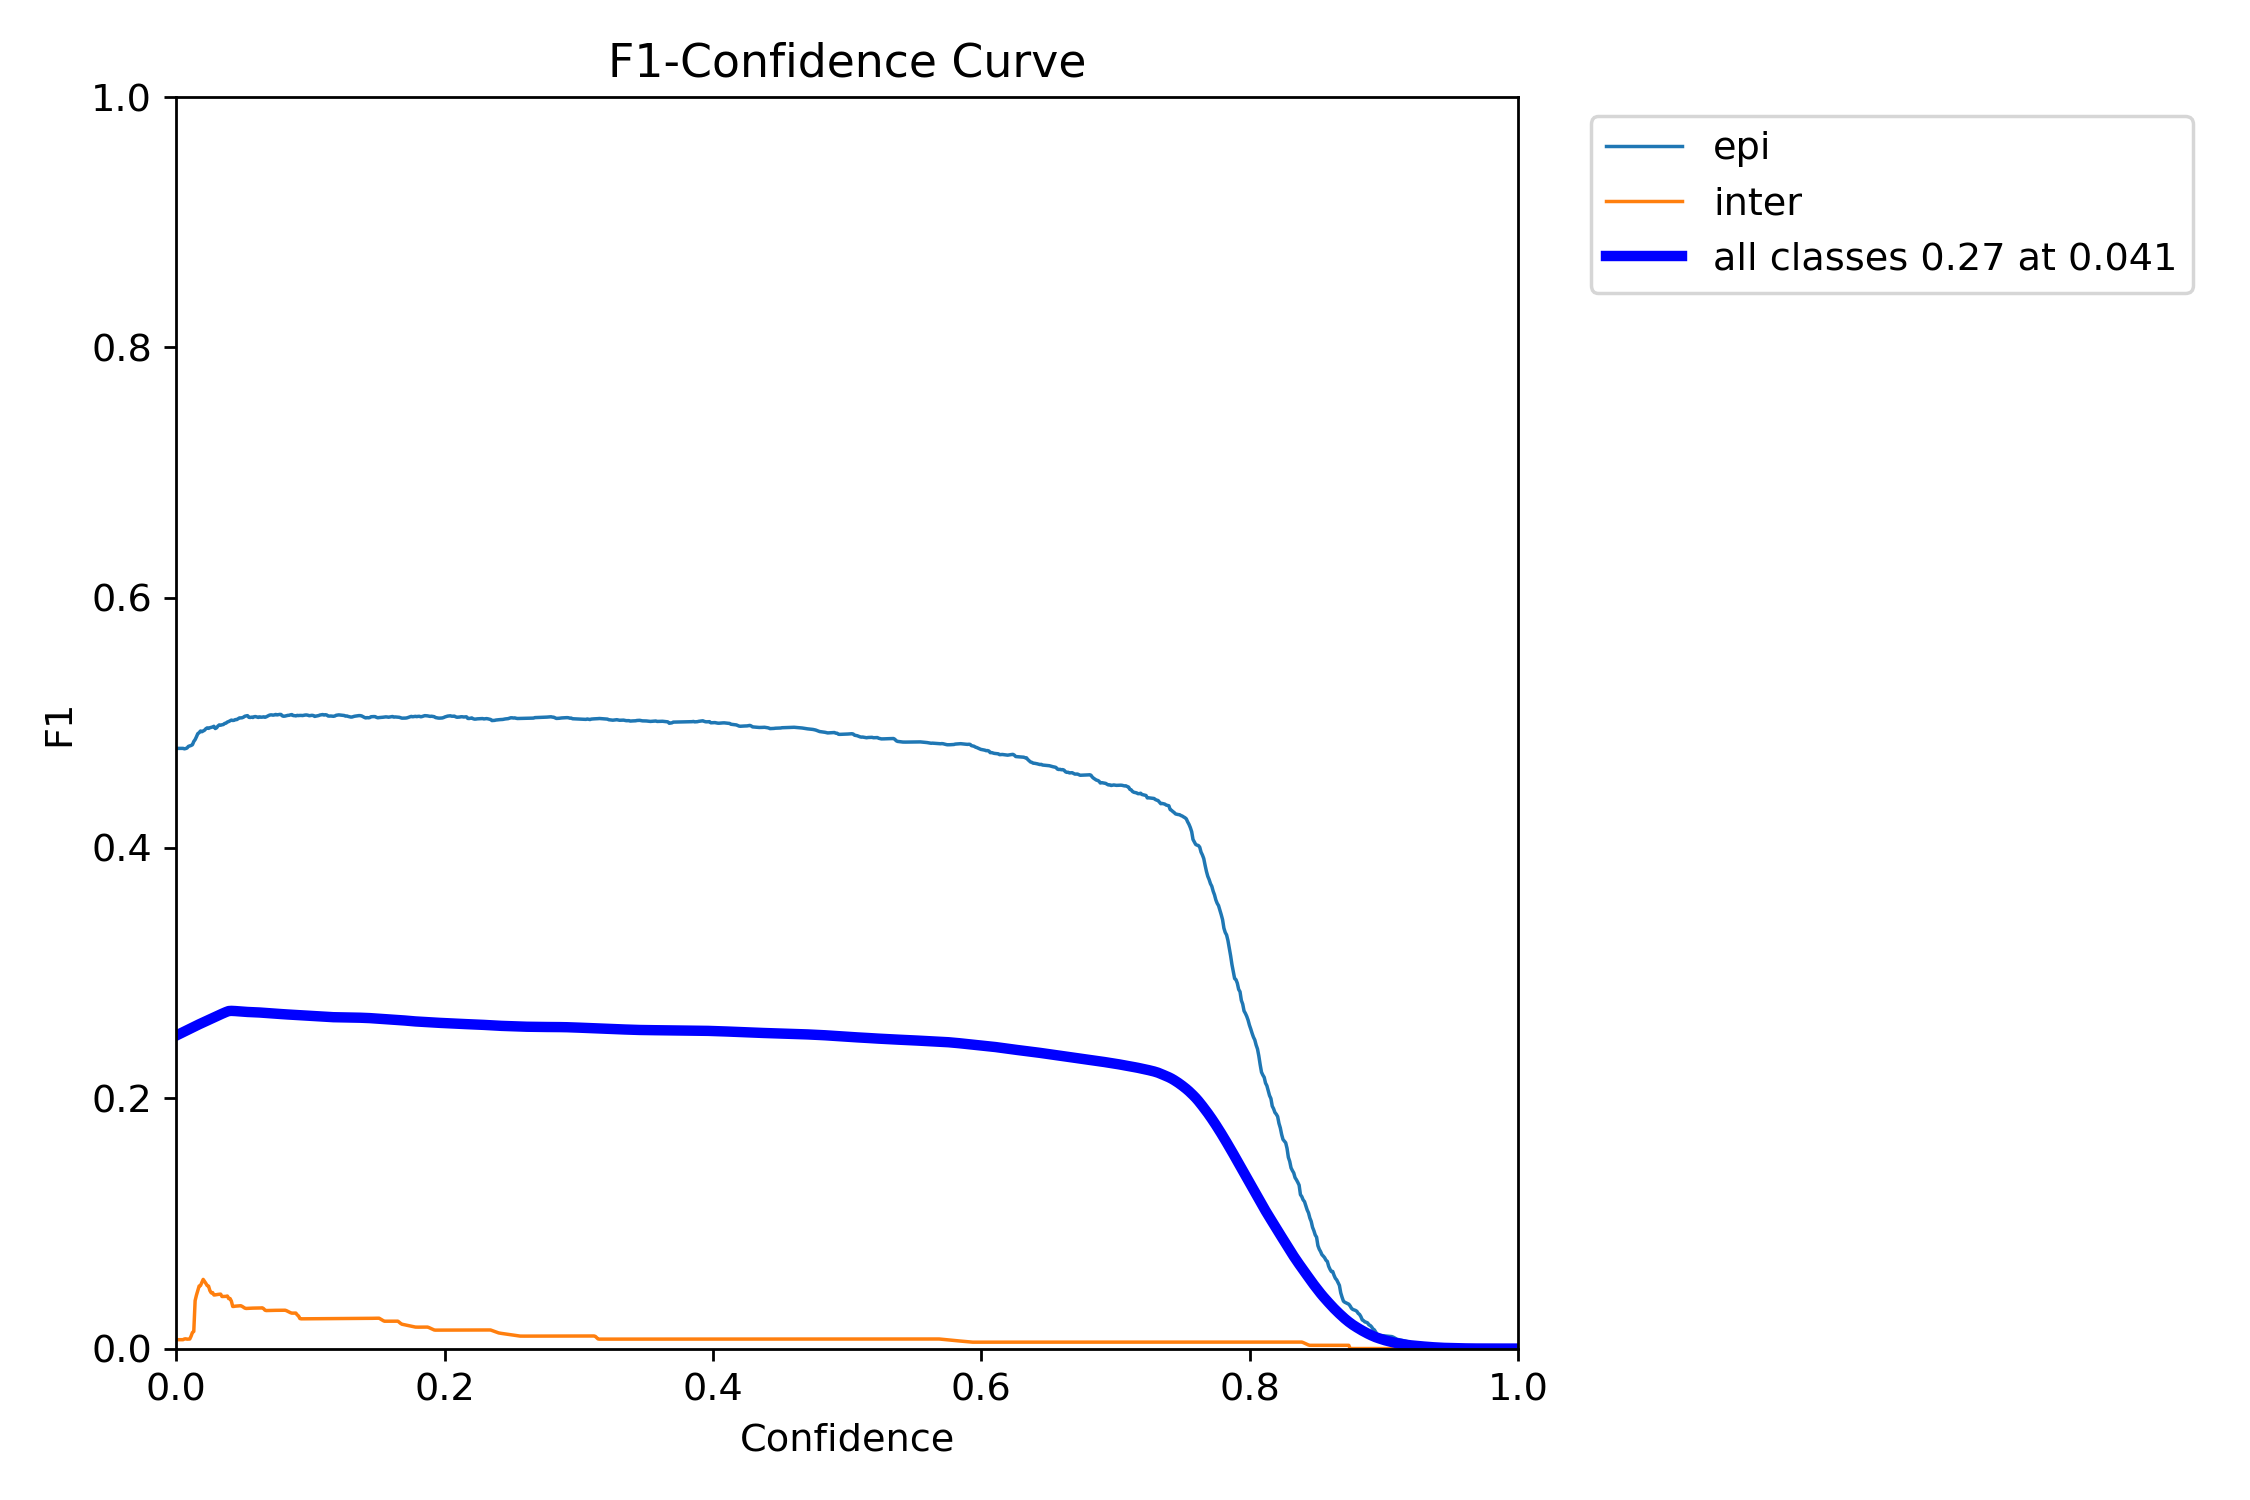 F1-Confidence Curve
1.0
0.8
0.6
0.4
0.2
0.0
F1
0.0 0.2 0.4 0.6 0.8 1.0
Confidence
epi
inter
all classes 0.27 at 0.041